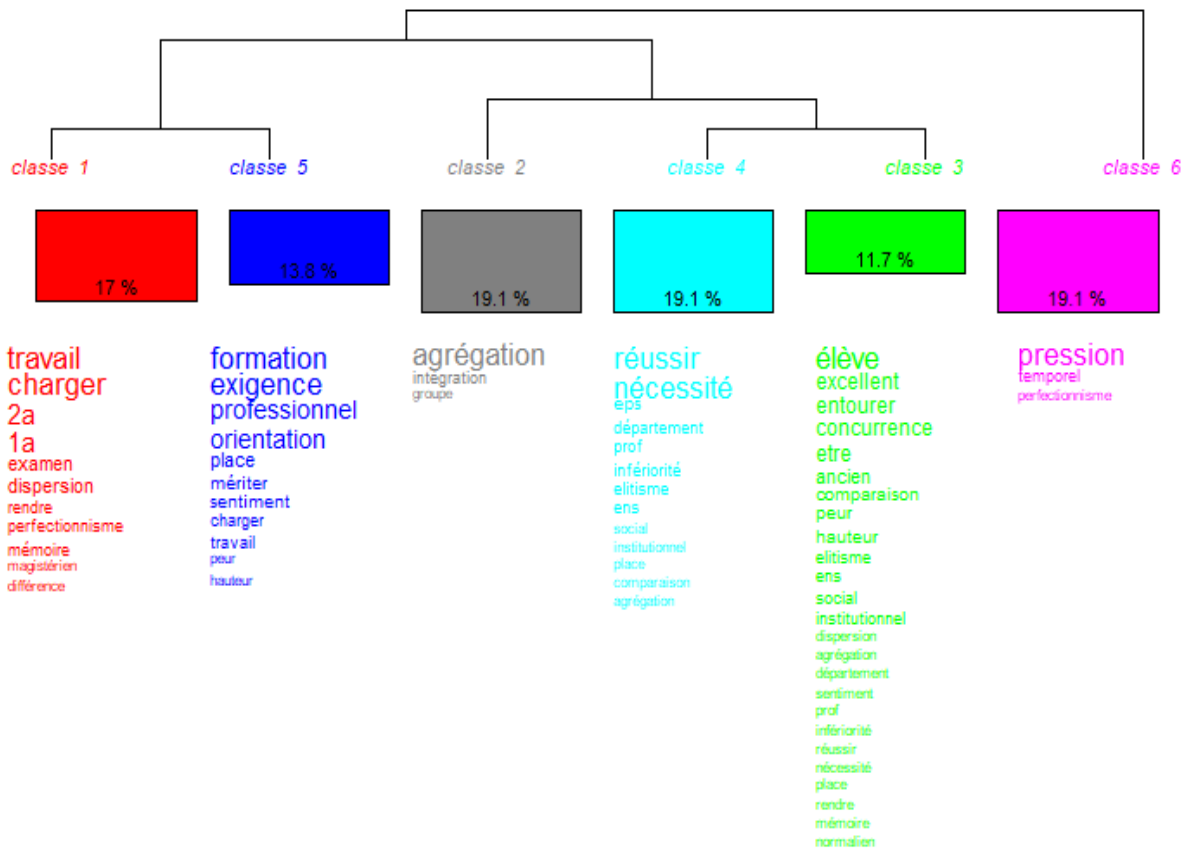 classe 1
classe 5
classe 2
classe 4
classe 3
classe 6
17 %
13.8 %
19.1 %
19.1 %
11.7 %
19.1 %
travail
charger
2a
1a
examen
dispersion
rendre
perfectionnisme
mémoire
magistérien
différence
formation
exigence
professionnel
orientation
place
mériter
sentiment
charger
travail
peur
hauteur
agrégation
integration
groupe
réussir
nécessité
eps
département
prof
infériorité
elitisme
ens
social
institutionnel
place
comparaison
agrégation
élève
excellent
entourer
concurrence
etre
ancien
comparaison
peur
hauteur
elitisme
ens
social
institutionnel
dispersion
agrégation
département
sentiment
prof
infériorité
réussir
nécessité
place
rendre
mémoire
normalien
pression
temporel
perfectionnisme